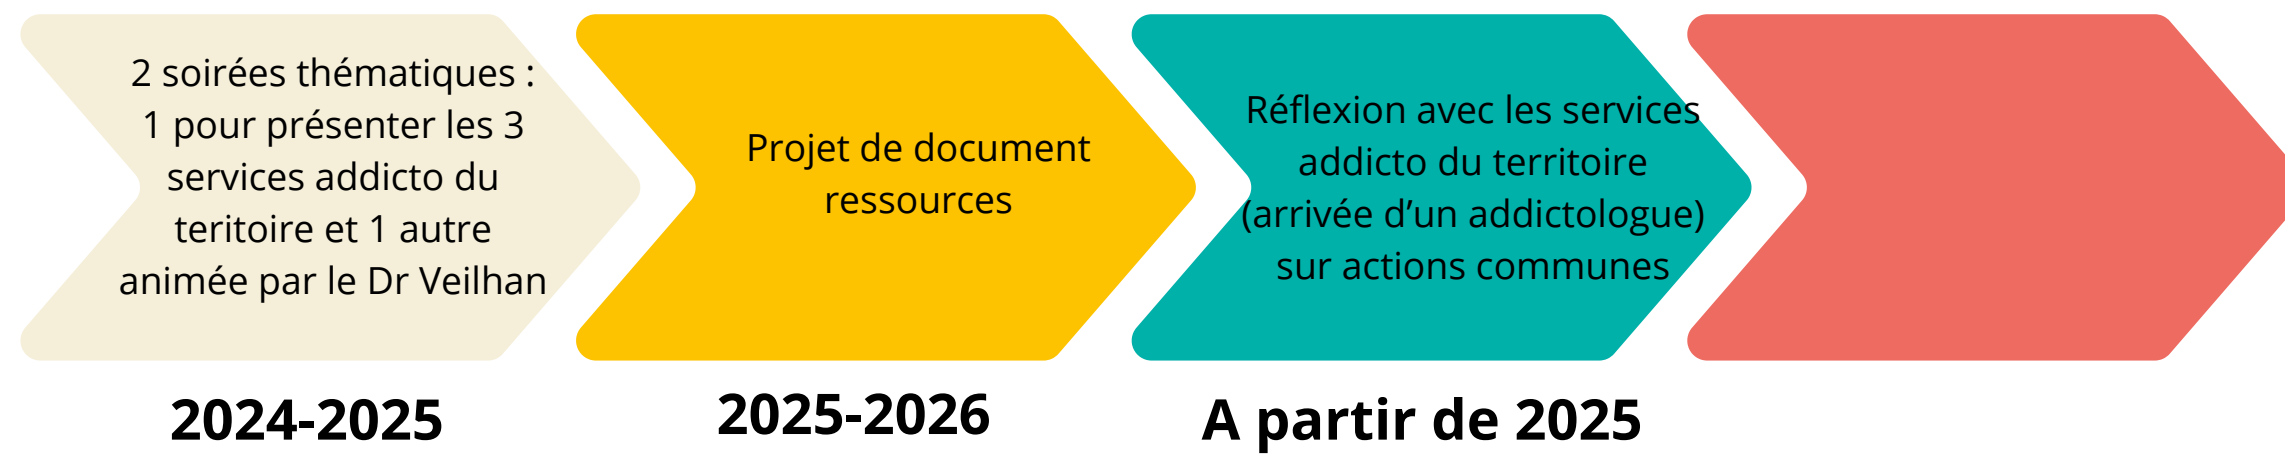 2 soirées thématiques :
1 pour présenter les 3
services addicto du
teritoire et 1 autre
animée par le Dr Veilhan
2024-2025
Projet de document
ressources
2025-2026
Réflexion avec les services
addicto du territoire
(arrivée d’un addictologue)
sur actions communes
A partir de 2025